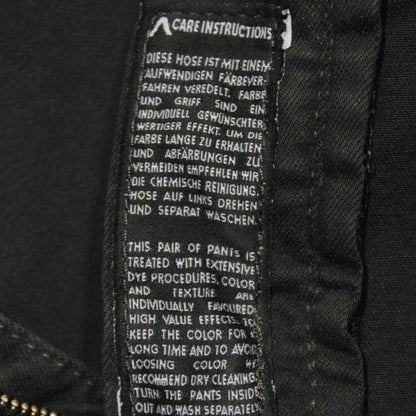 CARE INSTRUCTIONS
DIESE HOSE IST MIT EINEM
AUFWENDIGEN FÄRBEVER-
FAHREN VEREDELT. FARBE
UND GRIFF SIND EIN
INDIVIDUELL GEWÜNSCHTER
WERTIGER EFFEKT. UM DIE
FARBE LANGE ZU ERHALTEN
UND ABFÄRBUNGEN ZU
VERMEIDEN EMPFEHLEN WIR
DIE CHEMISCHE REINIGUNG.
HOSE AUF LINKS DREHEN
UND SEPARAT WASCHEN.
THIS PAIR OF PANTS IS
TREATED WITH EXTENSIVE
DYE PROCEDURES. COLOR
AND TEXTURE ARE
INDIVIDUALLY FAVOURED
HIGH VALUE EFFECTS. TO
KEEP THE COLOR FOR
LONG TIME AND TO AVOID
LOOSING COLOR
RECOMMEND DRY CLEANING.
TURN THE PANTS INSIDE
OUT AND WASH SEPARATELY